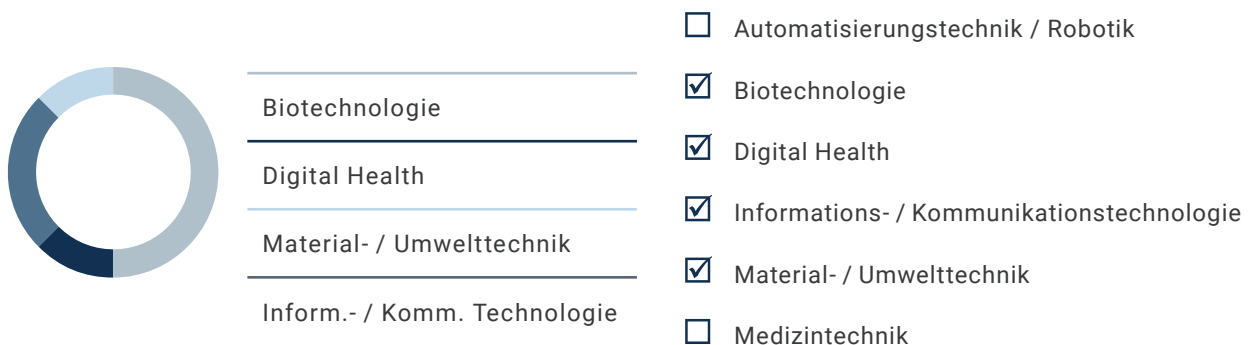 Biotechnologie
Digital Health
Material- / Umwelttechnik
Inform.- / Komm. Technologie
Automatisierungstechnik / Robotik
Biotechnologie
Digital Health
Informations- / Kommunikationstechnologie
Material- / Umwelttechnik
Medizintechnik